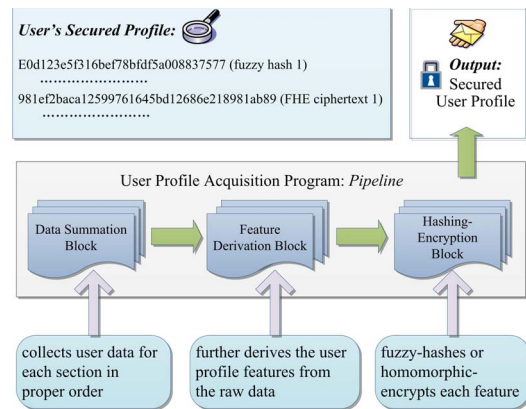 User's Secured Profile:
E0d123e5f316bef78bfdf5a008837577 (fuzzy hash 1)
........................
981ef2baca12599761645bd12686e218981ab89 (FHE ciphertext 1)
........................
Output:
Secured
User Profile
User Profile Acquisition Program: Pipeline
Data Summation
Block
Feature
Derivation Block
Hashing-
Encryption
Block
collects user data for
each section in
proper order
further derives the user
profile features from
the raw data
fuzzy-hashes or
homomorphic-
encrypts each feature